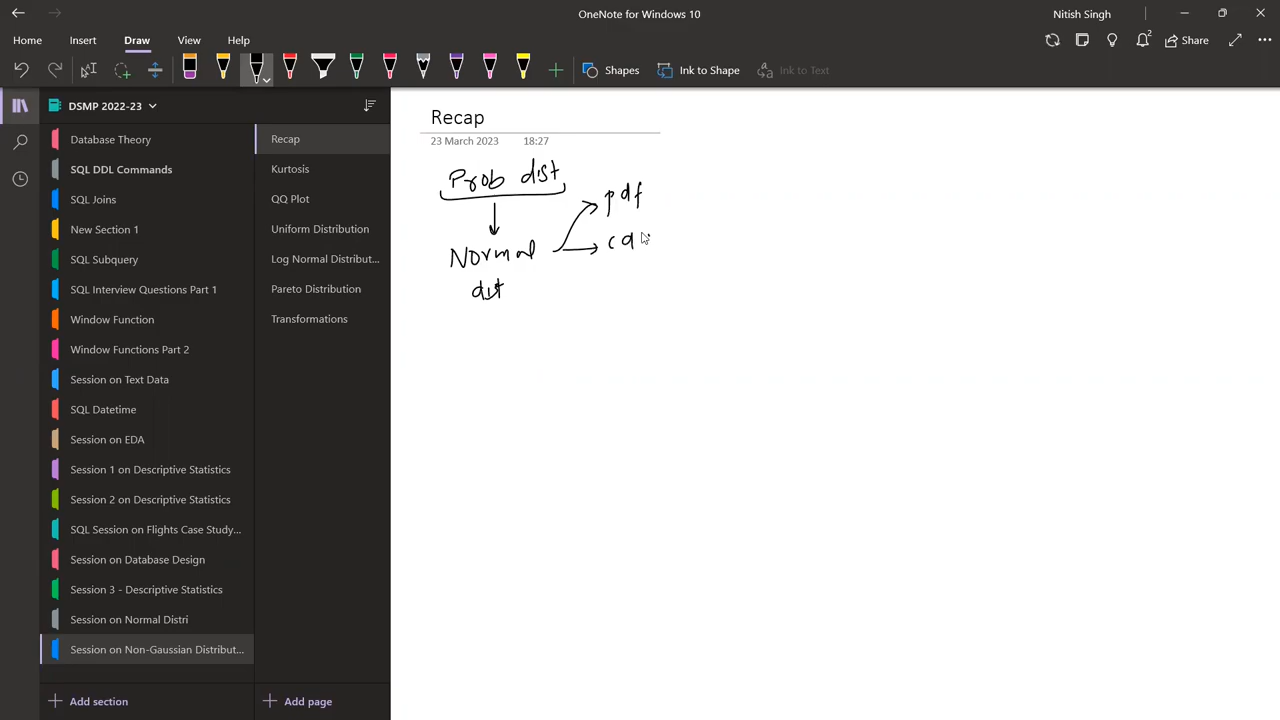 OneNote for Windows 10
Nitish Singh
Home Insert Draw View Help
Share
Shapes
Ink to Shape
Ink to Text
DSMP 2022-23
Database Theory
SQL DDL Commands
SQL Joins
New Section 1
SQL Subquery
SQL Interview Questions Part 1
Window Function
Window Functions Part 2
Session on Text Data
SQL Datetime
Session on EDA
Session 1 on Descriptive Statistics
Session 2 on Descriptive Statistics
SQL Session on Flights Case Study...
Session on Database Design
Session 3 - Descriptive Statistics
Session on Normal Distri
Session on Non-Gaussian Distribut...
Add section
Recap
Kurtosis
QQ Plot
Uniform Distribution
Log Normal Distribut...
Pareto Distribution
Transformations
Add page
Recap
23 March 2023 18:27
Prob dist
pdf
Normal
cd
dist